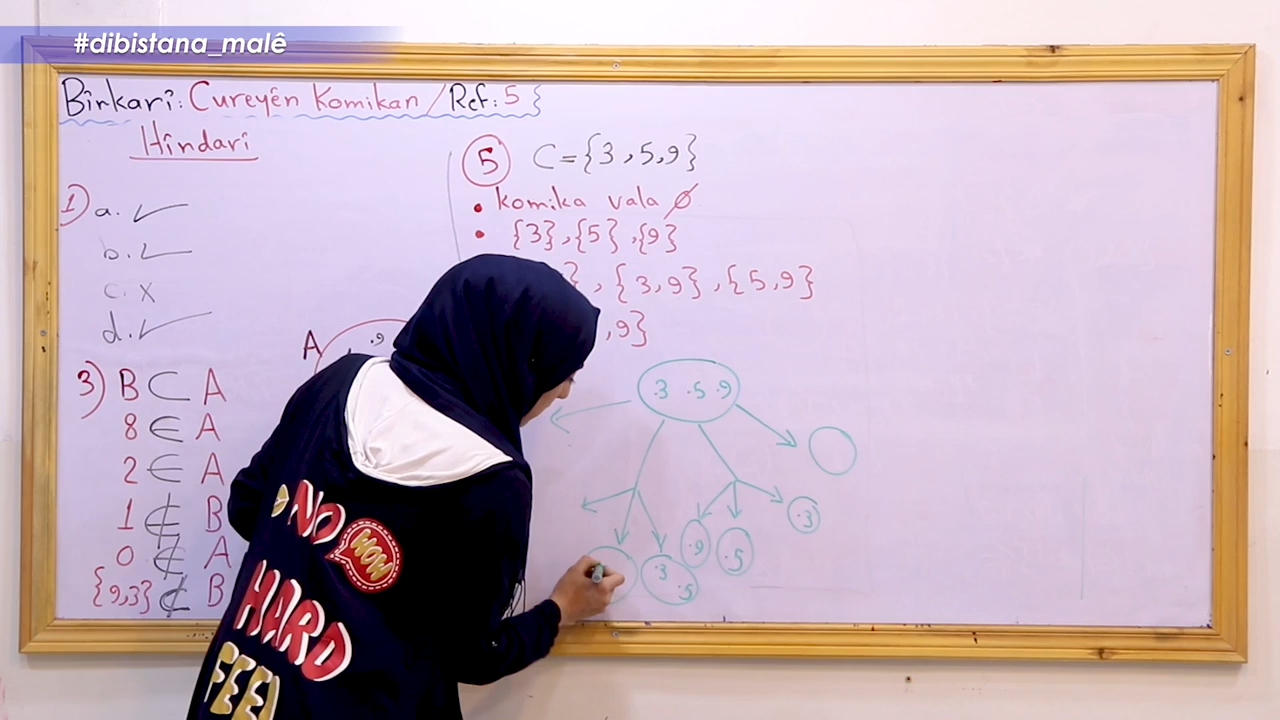 #dibistana_malê
Bîrkarî: Cureyên Komikan / Ref: 5
Hîndarî
1) a. ✓
b. ✓
c. x
d. ✓
3) B ⊂ A
8 ∈ A
2 ∈ A
1 ∉ B
0 ∉ A
{9,3} ⊄ B
A
.9
5 C = {3, 5, 9}
• komika vala ∅
• {3}, {5}, {9}
}, {3, 9}, {5, 9}
, 9}
.3 .5 .9
.3
.9 .5
.3 .5
NO
WOW
HARD
FEEL